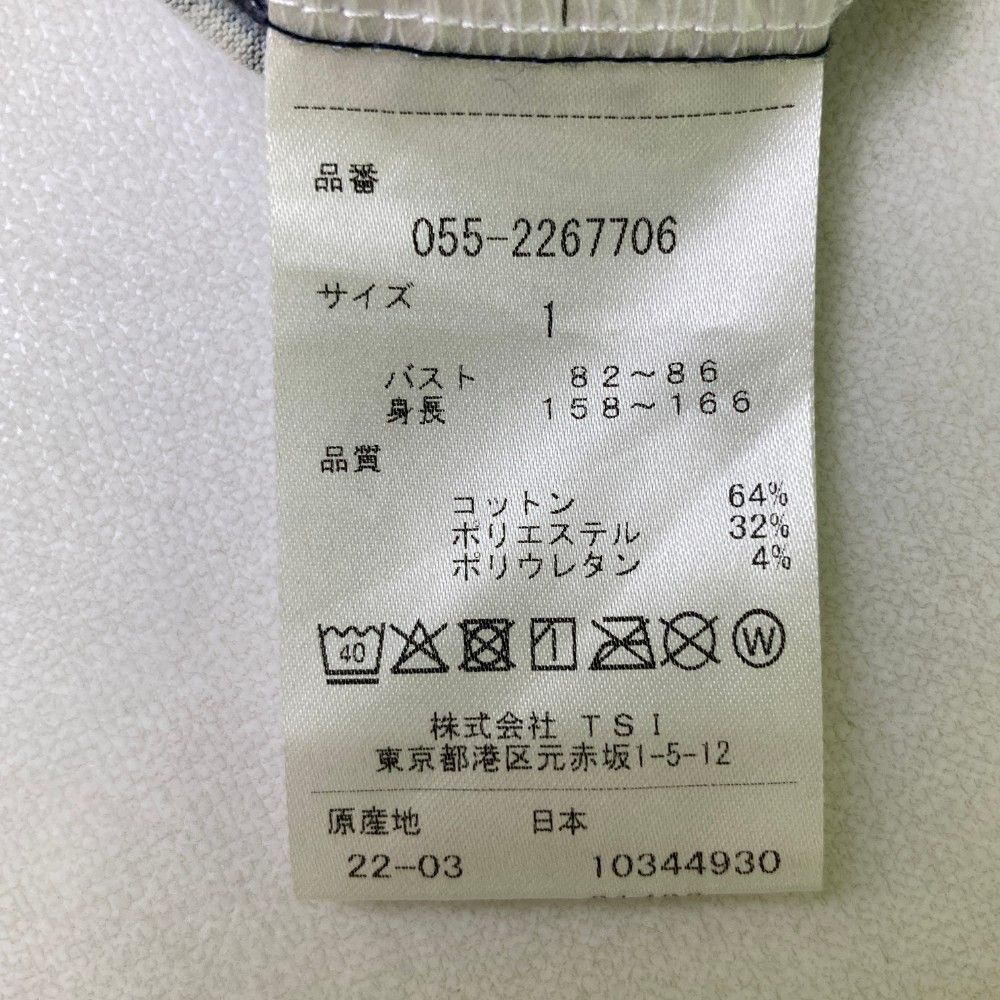 品番
055-2267706
サイズ 1
バスト 82～86
身長 158～166
品質
コットン 64%
ポリエステル 32%
ポリウレタン 4%
40 1 W
株式会社 TSI
東京都港区元赤坂1-5-12
原産地 日本
22-03 10344930